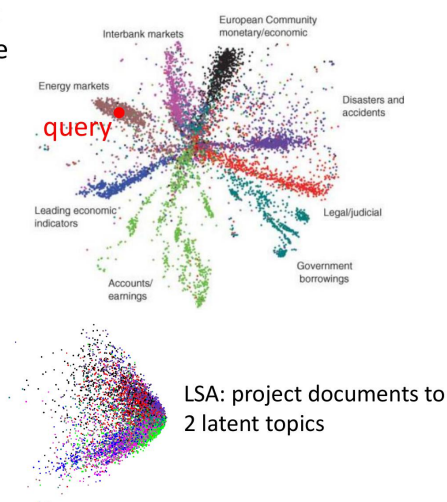 European Community
monetary/economic
Interbank markets
e
Energy markets
Disasters and
accidents
query
Leading economic
indicators
Legal/judicial
Government
borrowings
Accounts/
earnings
LSA: project documents to
2 latent topics